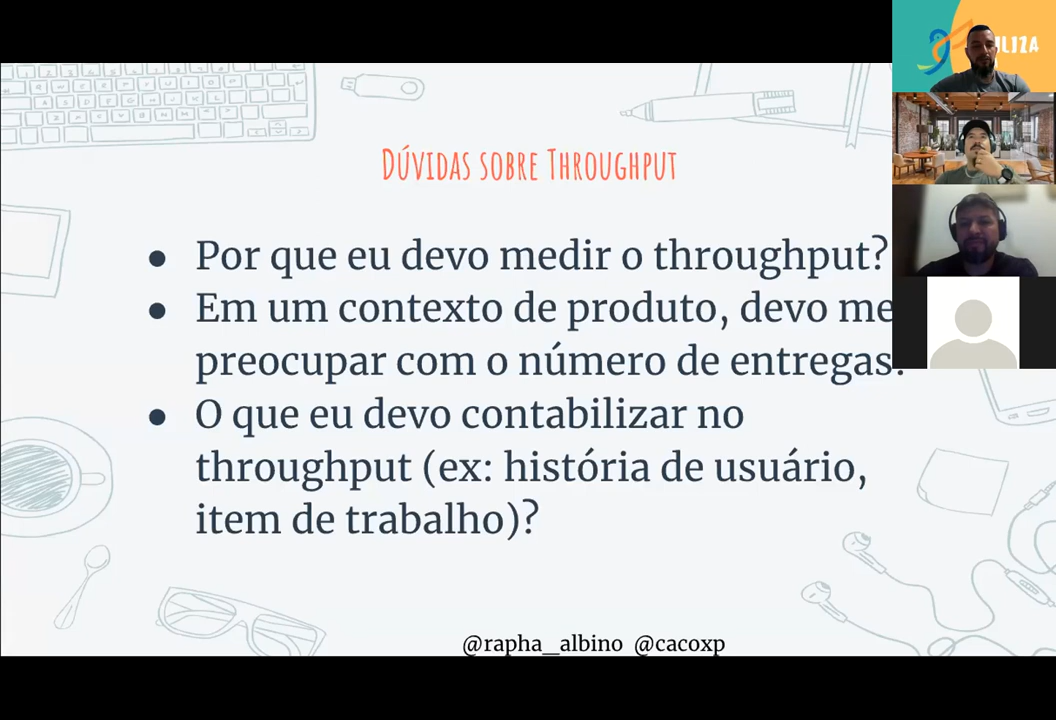 Dúvidas sobre Throughput
● Por que eu devo medir o throughput?
● Em um contexto de produto, devo me
preocupar com o número de entregas
● O que eu devo contabilizar no
throughput (ex: história de usuário,
item de trabalho)?
@rapha_albino @cacoxp